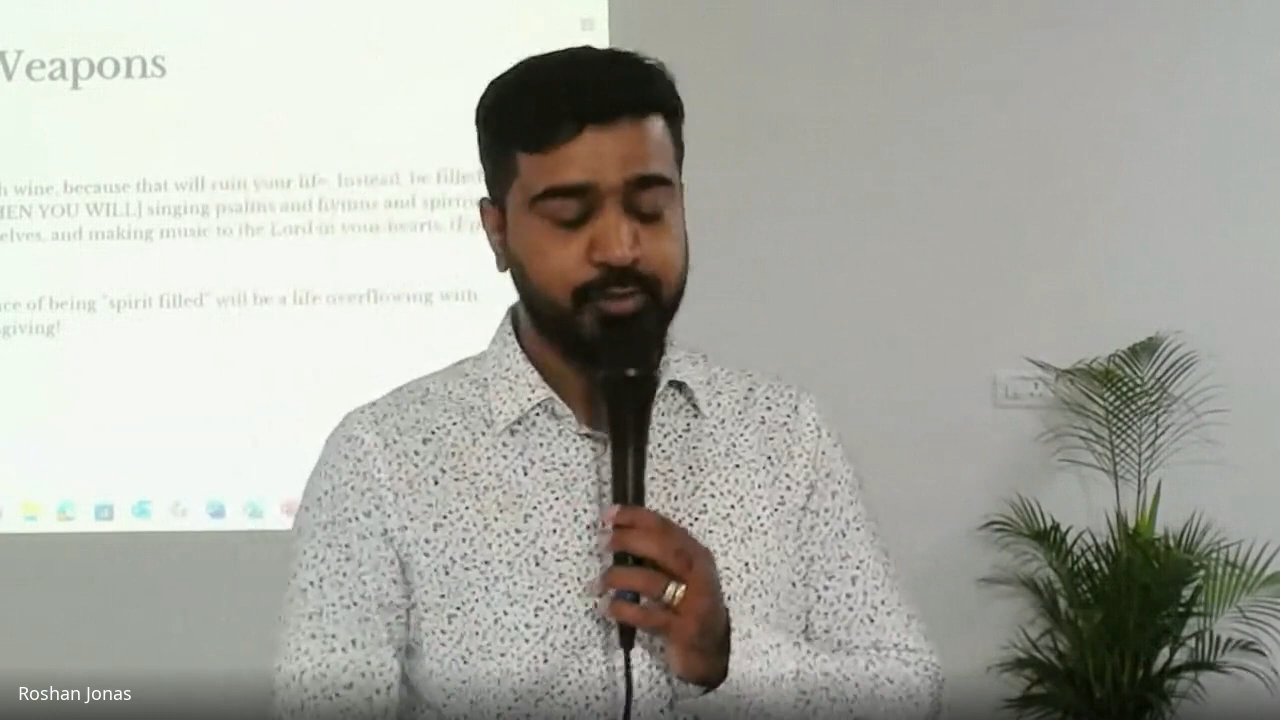 Weapons
h wine, because that will ruin your life. Instead, be filled
HEN YOU WILL] singing psalms and hymns and spiritu
elves, and making music to the Lord in your hearts.
ce of being "spirit filled" will be a life overflowing with
giving!
Roshan Jonas